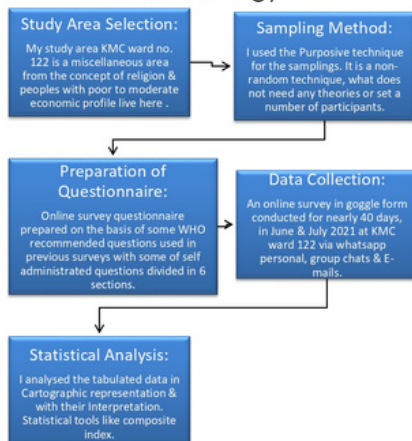 Study Area Selection:
My study area KMC ward no.
122 is a miscellaneous area
from the concept of religion &
peoples with poor to moderate
economic profile live here .
Sampling Method:
I used the Purposive technique
for the samplings. It is a non-
random technique, what does
not need any theories or set a
number of participants.
Preparation of
Questionnaire:
Online survey questionnaire
prepared on the basis of some WHO
recommended questions used in
previous surveys with some of self
administrated questions divided in 6
sections.
Data Collection:
An online survey in goggle form
conducted for nearly 40 days,
in June & July 2021 at KMC
ward 122 via whatsapp
personal, group chats & E-
mails.
Statistical Analysis:
I analysed the tabulated data in
Cartographic representation &
with their Interpretation.
Statistical tools like composite
index.